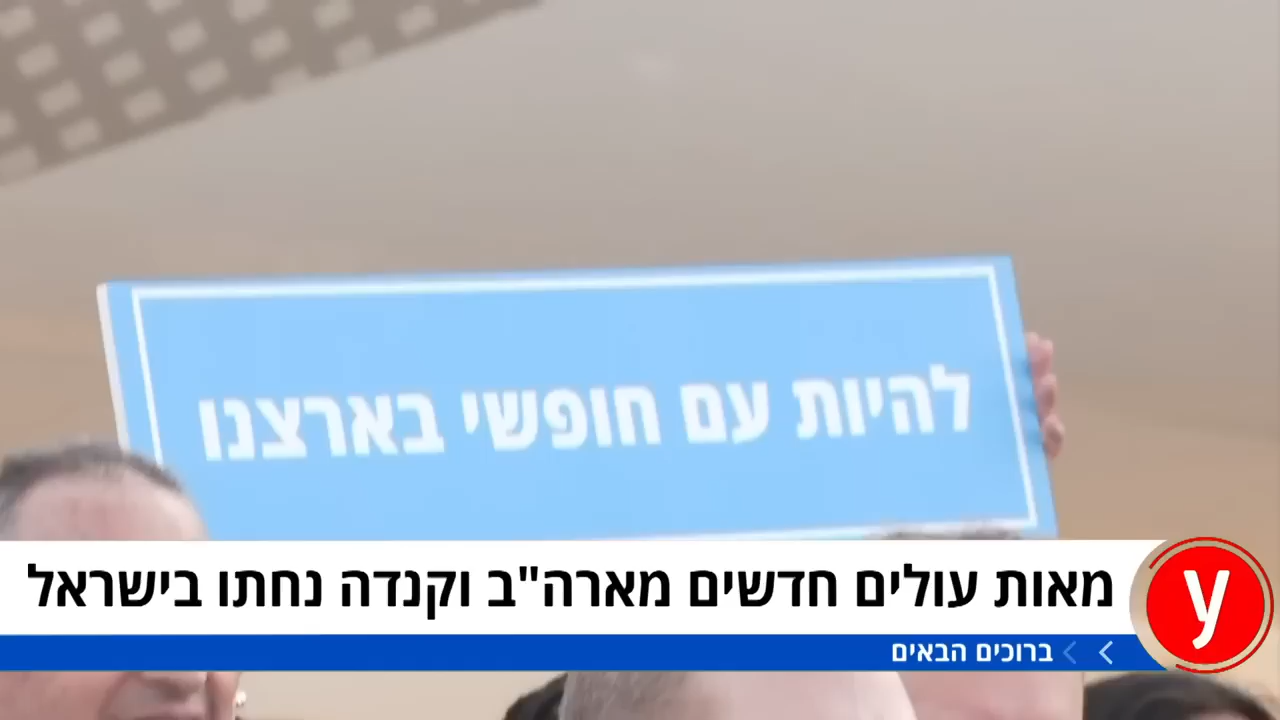 להיות עם חופשי בארצנו
מאות עולים חדשים מארה"ב וקנדה נחתו בישראל
ברוכים הבאים
y